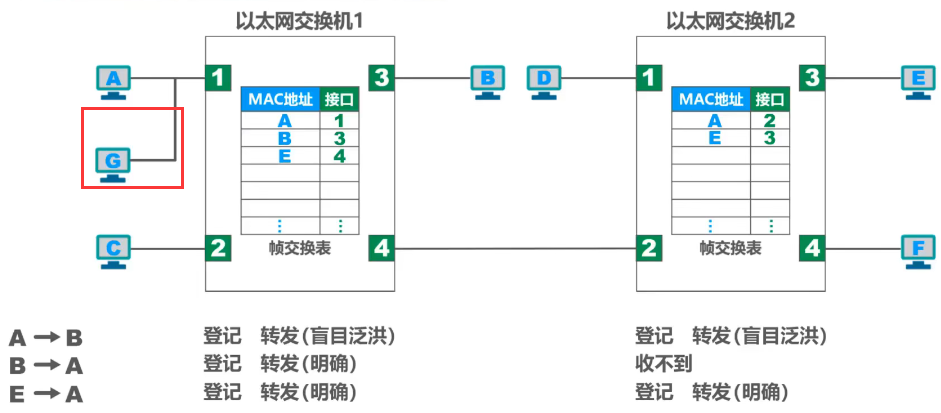 以太网交换机1 以太网交换机2
A 1 3 B D 1 3 E
MAC地址 接口 MAC地址 接口
A 1 A 2
B 3 E 3
E 4
G
⋮ ⋮ ⋮ ⋮
C 2 帧交换表 4 2 帧交换表 4 F
A → B 登记 转发(盲目泛洪) 登记 转发(盲目泛洪)
B → A 登记 转发(明确) 收不到
E → A 登记 转发(明确) 登记 转发(明确)